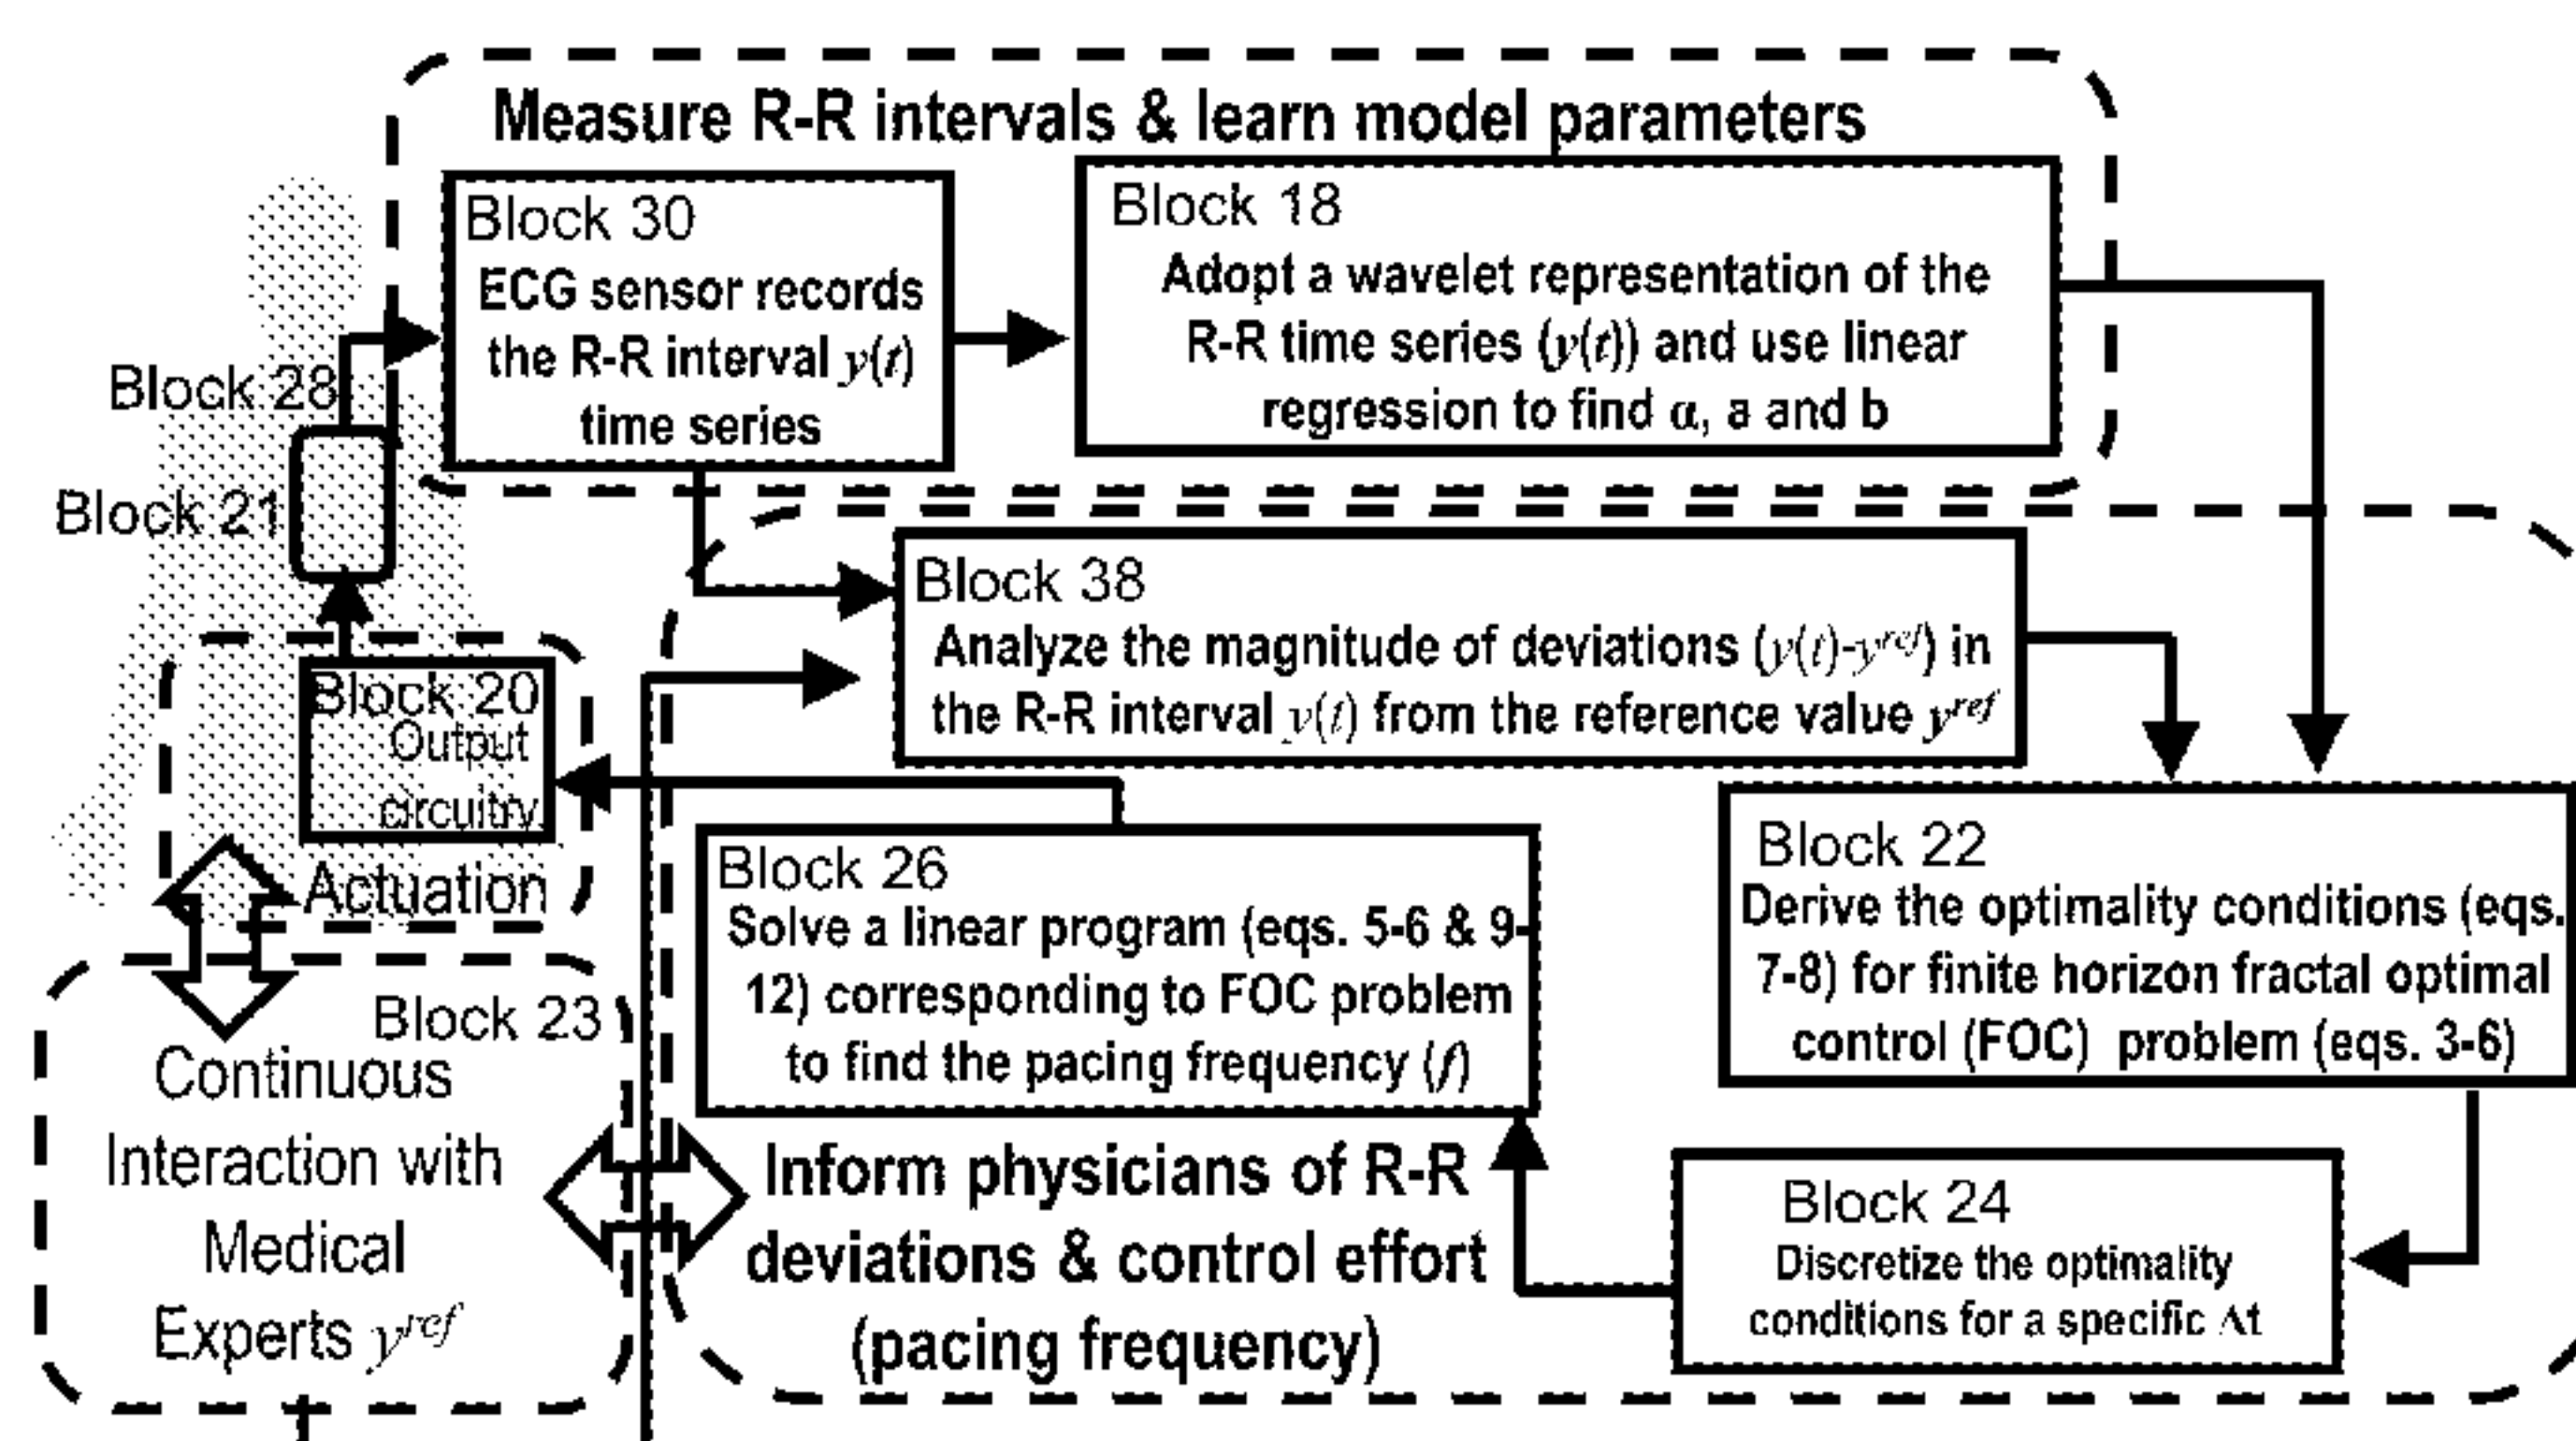 Measure R-R intervals & learn model parameters
Block 30
ECG sensor records
the R-R interval y(t)
time series
Block 18
Adopt a wavelet representation of the
R-R time series (y(t)) and use linear
regression to find α, a and b
Block 28
Block 21
Block 38
Analyze the magnitude of deviations (y(t)-y^ref) in
the R-R interval y(t) from the reference value y^ref
Block 20
Output
circuitry
Actuation
Block 26
Solve a linear program (eqs. 5-6 & 9-
12) corresponding to FOC problem
to find the pacing frequency (f)
Block 22
Derive the optimality conditions (eqs.
7-8) for finite horizon fractal optimal
control (FOC) problem (eqs. 3-6)
Block 23
Continuous
Interaction with
Medical
Experts y^ref
Inform physicians of R-R
deviations & control effort
(pacing frequency)
Block 24
Discretize the optimality
conditions for a specific Δt